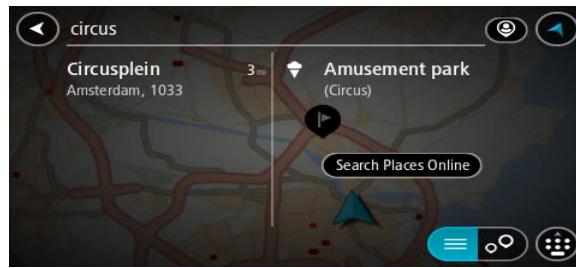 circus
Circusplein
3 mi
Amsterdam, 1033
Amusement park
(Circus)
Search Places Online